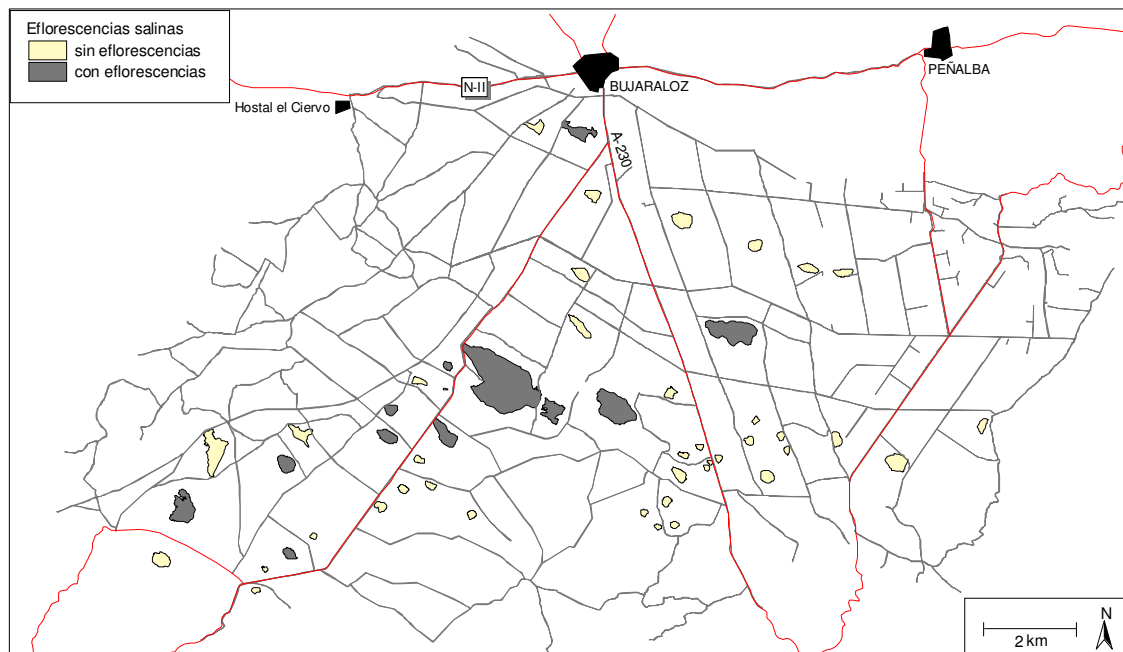 Eflorescencias salinas
sin eflorescencias
con eflorescencias
PEÑALBA
N-II
BUJARALOZ
Hostal el Ciervo
A-230
N
2 km